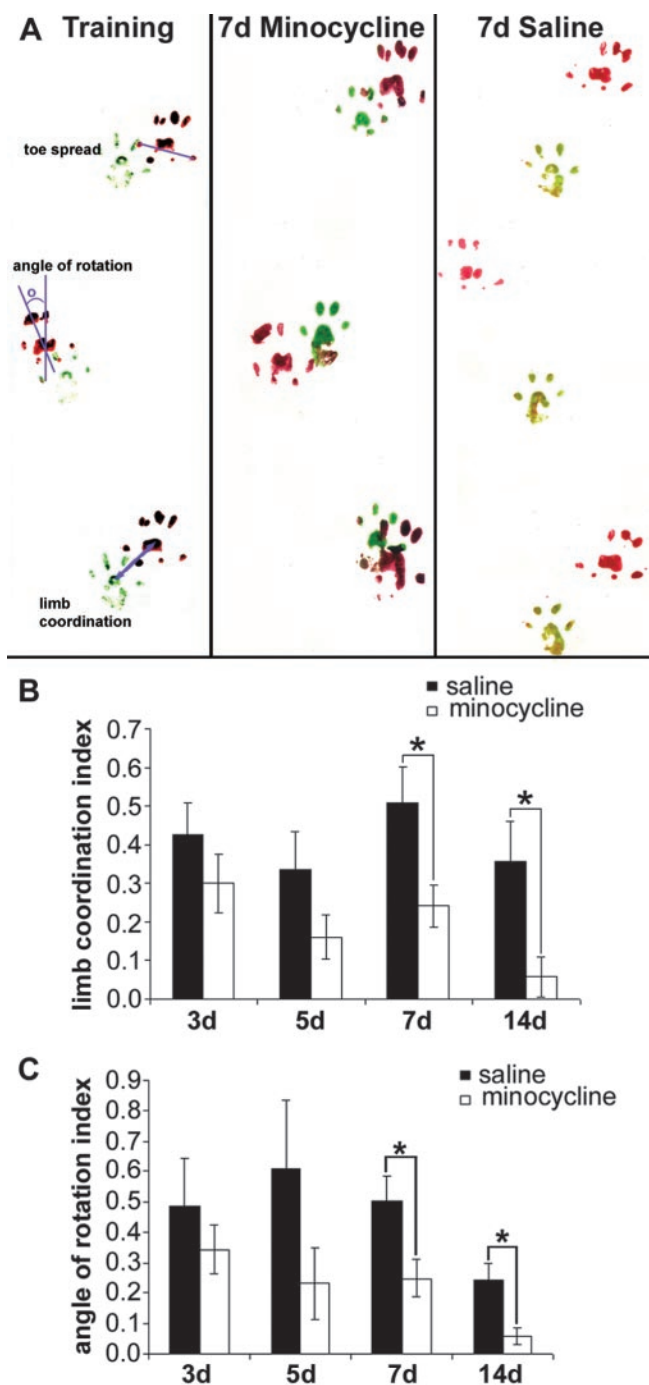 A Training 7d Minocycline 7d Saline
toe spread
angle of rotation
o
limb
coordination
B
saline
minocycline
limb coordination index
0.7
0.6
0.5
0.4
0.3
0.2
0.1
0.0
* *
3d 5d 7d 14d
C
saline
minocycline
angle of rotation index
0.9
0.8
0.7
0.6
0.5
0.4
0.3
0.2
0.1
0.0
* *
3d 5d 7d 14d